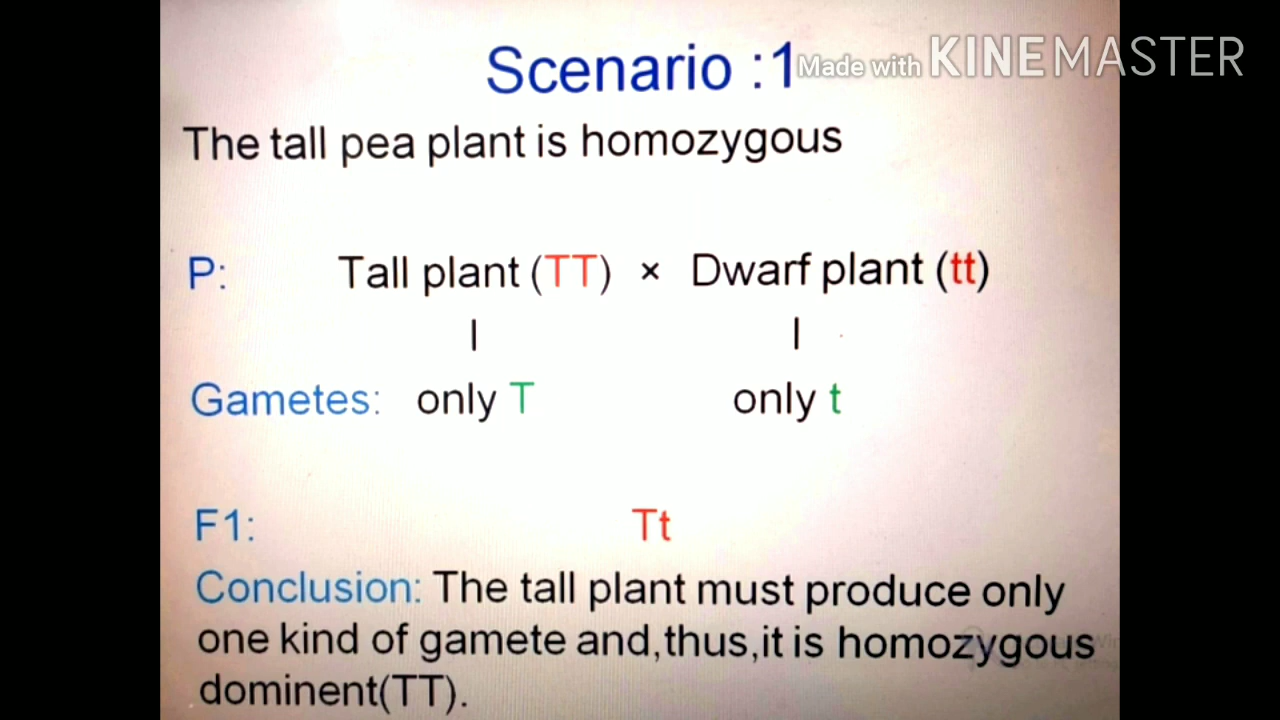 Scenario :1
Made with KINEMASTER
The tall pea plant is homozygous
P: Tall plant (TT) × Dwarf plant (tt)
Gametes: only T only t
F1: Tt
Conclusion: The tall plant must produce only
one kind of gamete and,thus,it is homozygous
dominent(TT).